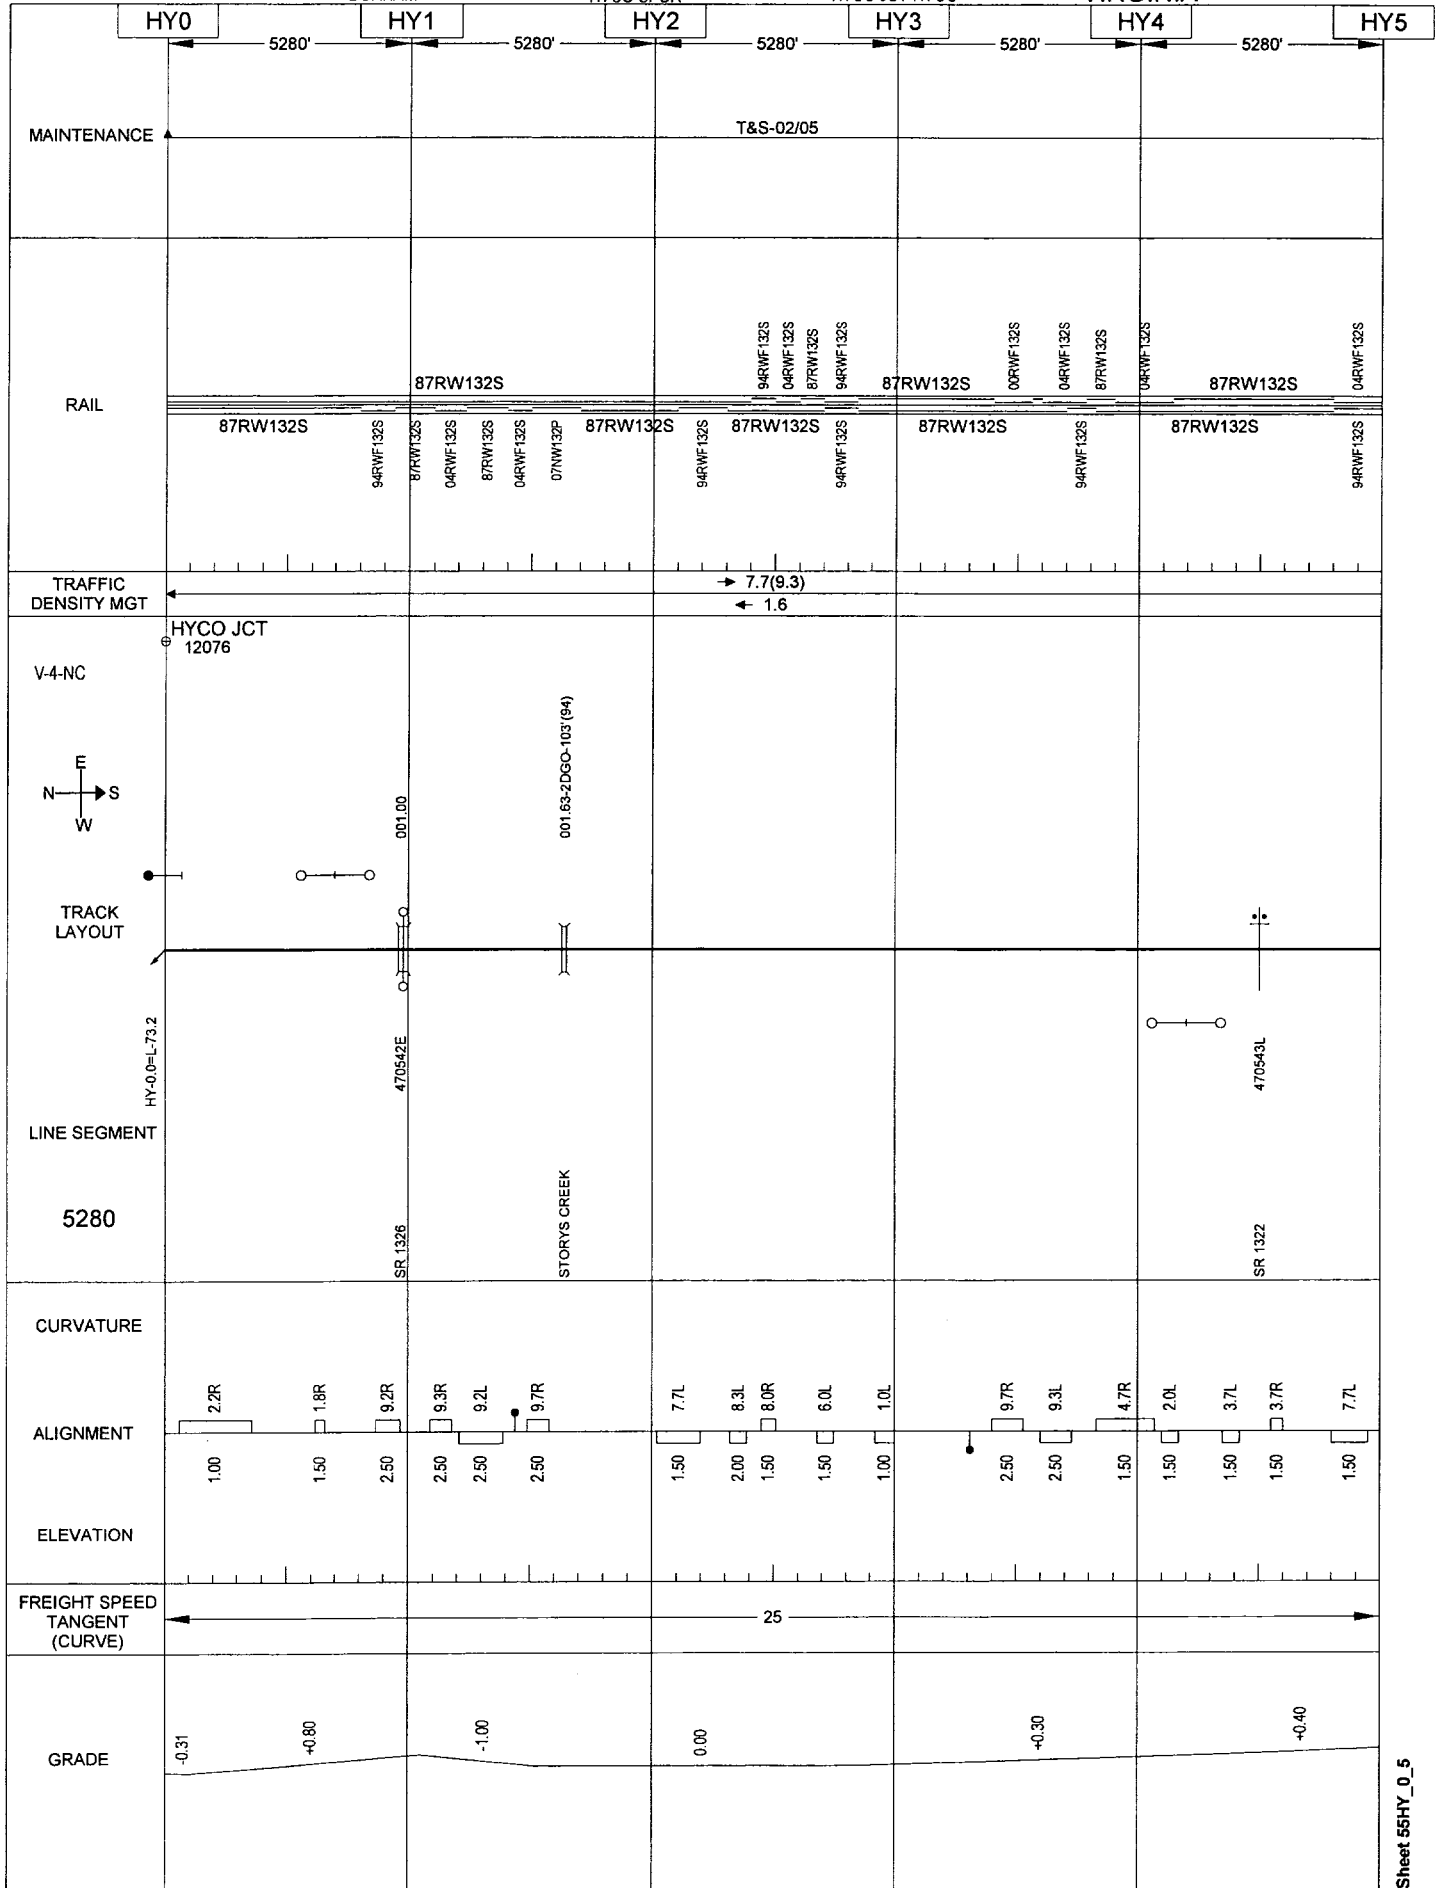 HY0 HY1 HY2 HY3 HY4 HY5
5280' 5280' 5280' 5280' 5280'
MAINTENANCE
T&S-02/05
94RWF132S 04RWF132S 87RW132S 94RWF132S 00RWF132S 04RWF132S 87RW132S 04RWF132S 04RWF132S
87RW132S 87RW132S 87RW132S
RAIL
87RW132S 87RW132S 87RW132S 87RW132S 87RW132S
94RWF132S 87RW132S 04RWF132S 87RW132S 04RWF132S 07NW132P 94RWF132S 94RWF132S 94RWF132S 94RWF132S
TRAFFIC
DENSITY MGT
7.7(9.3)
1.6
HYCO JCT
12076
V-4-NC
E
N S
W
001.00
001.63-2DGO-103'(94)
TRACK
LAYOUT
HY-0.0=L-73.2
470542E
470543L
LINE SEGMENT
5280
SR 1326
STORYS CREEK
SR 1322
CURVATURE
2.2R 1.8R 9.2R 9.3R 9.2L 9.7R 7.7L 8.3L 8.0R 6.0L 1.0L 9.7R 9.3L 4.7R 2.0L 3.7L 3.7R 7.7L
ALIGNMENT
1.00 1.50 2.50 2.50 2.50 2.50 1.50 2.00 1.50 1.50 1.00 2.50 2.50 1.50 1.50 1.50 1.50 1.50
ELEVATION
FREIGHT SPEED
TANGENT
(CURVE)
25
GRADE
-0.31 +0.80 -1.00 0.00 +0.30 +0.40
Sheet 55HY_0_5